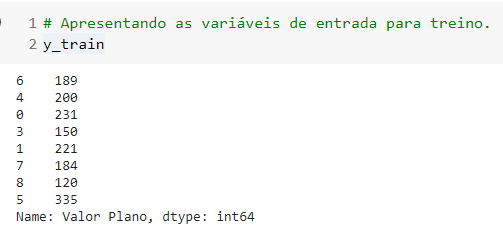 1 # Apresentando as variáveis de entrada para treino.
2 y_train
6 189
4 200
0 231
3 150
1 221
7 184
8 120
5 335
Name: Valor Plano, dtype: int64